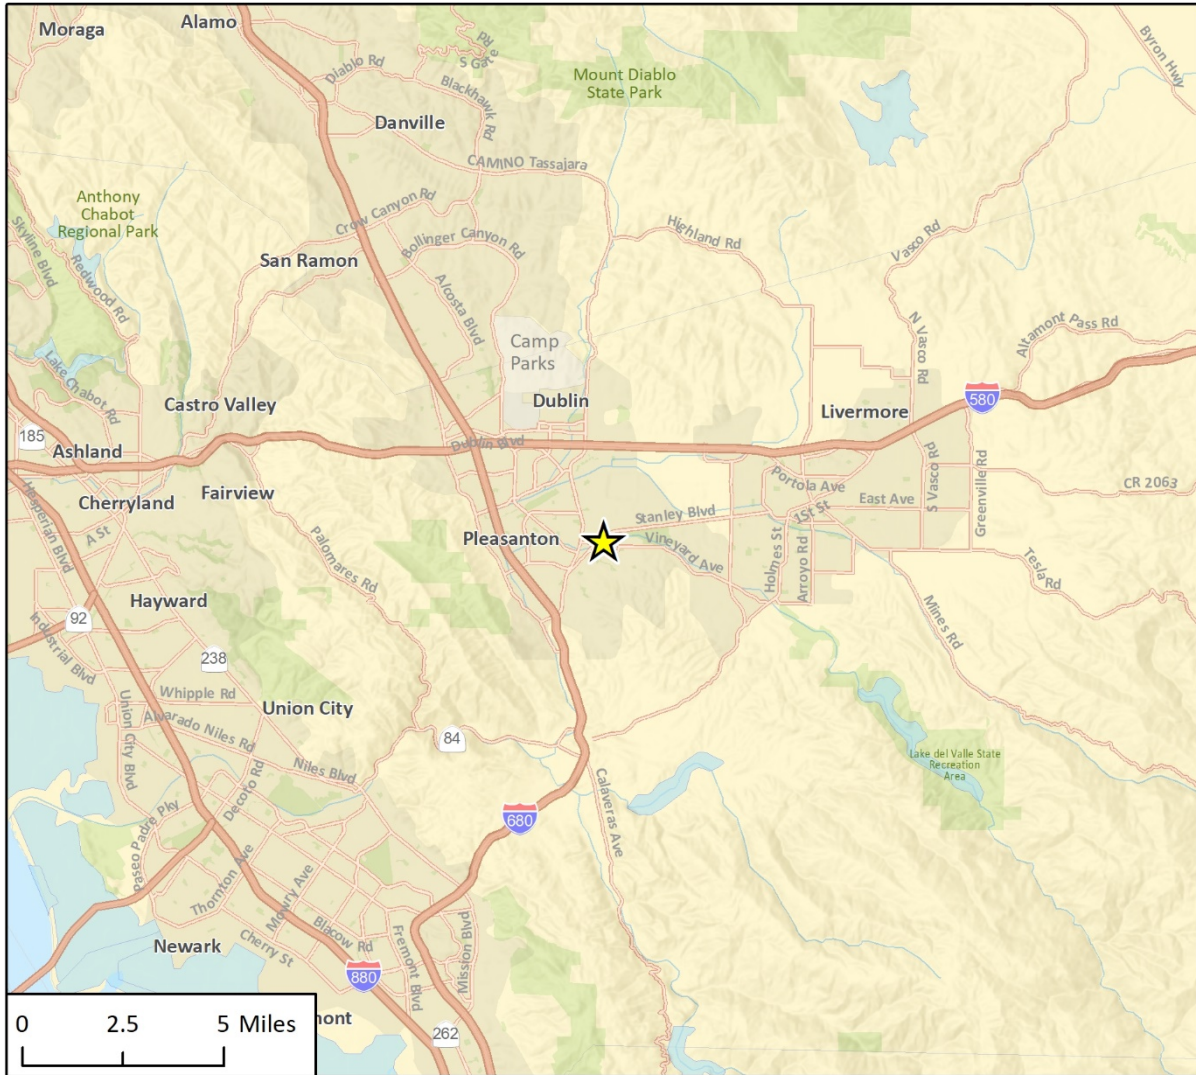 Moraga
Alamo
S Gate Rd
Byron Hwy
Diablo Rd
Blackhawk Rd
Mount Diablo
State Park
Danville
CAMINO Tassajara
Anthony
Chabot
Regional Park
Skyline Blvd
Redwood Rd
Crow Canyon Rd
Bollinger Canyon Rd
Highland Rd
Vasco Rd
San Ramon
Alcosta Blvd
N Vasco Rd
Altamont Pass Rd
Camp
Parks
Lake Chabot Rd
Castro Valley
Dublin
Livermore
580
185
Ashland
Dublin Blvd
Hesperian Blvd
Cherryland
Fairview
Portola Ave
S Vasco Rd
Greenville Rd
CR 2063
East Ave
1st St
Stanley Blvd
A St
Palomares Rd
Pleasanton
Vineyard Ave
Holmes St
Arroyo Rd
Tesla Rd
Mines Rd
Hayward
92
Industrial Blvd
238
Whipple Rd
Union City
Union City Blvd
Alvarado Niles Rd
84
Niles Blvd
Lake del Valle State
Recreation
Area
Decoto Rd
Calaveras Ave
680
Paseo Padre Pky
Thornton Ave
Mowry Ave
Newark
Cherry St
Blacow Rd
Fremont Blvd
Mission Blvd
880
262
mont
0 2.5 5 Miles